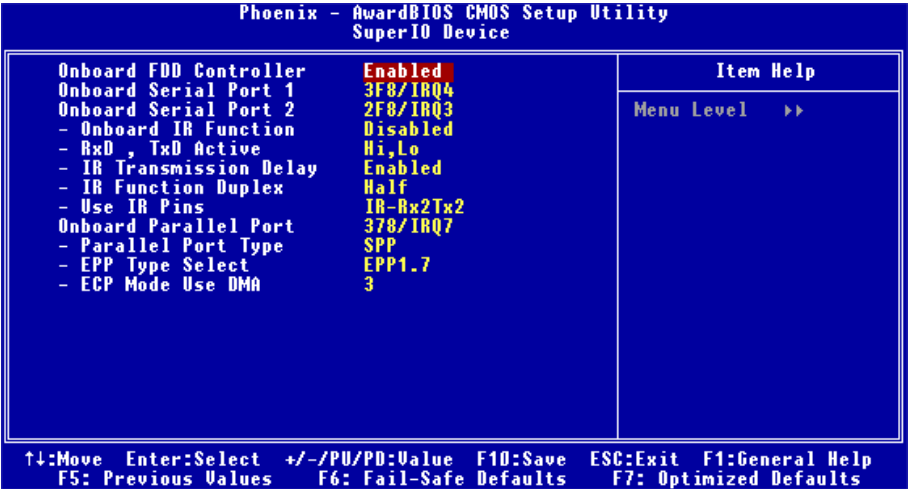 Phoenix - AwardBIOS CMOS Setup Utility
SuperIO Device
Onboard FDD Controller Enabled
Onboard Serial Port 1 3F8/IRQ4
Onboard Serial Port 2 2F8/IRQ3
- Onboard IR Function Disabled
- RxD , TxD Active Hi,Lo
- IR Transmission Delay Enabled
- IR Function Duplex Half
- Use IR Pins IR-Rx2Tx2
Onboard Parallel Port 378/IRQ7
- Parallel Port Type SPP
- EPP Type Select EPP1.7
- ECP Mode Use DMA 3
Item Help
Menu Level ▸▸
↑↓:Move Enter:Select +/-/PU/PD:Value F10:Save ESC:Exit F1:General Help
F5: Previous Values F6: Fail-Safe Defaults F7: Optimized Defaults